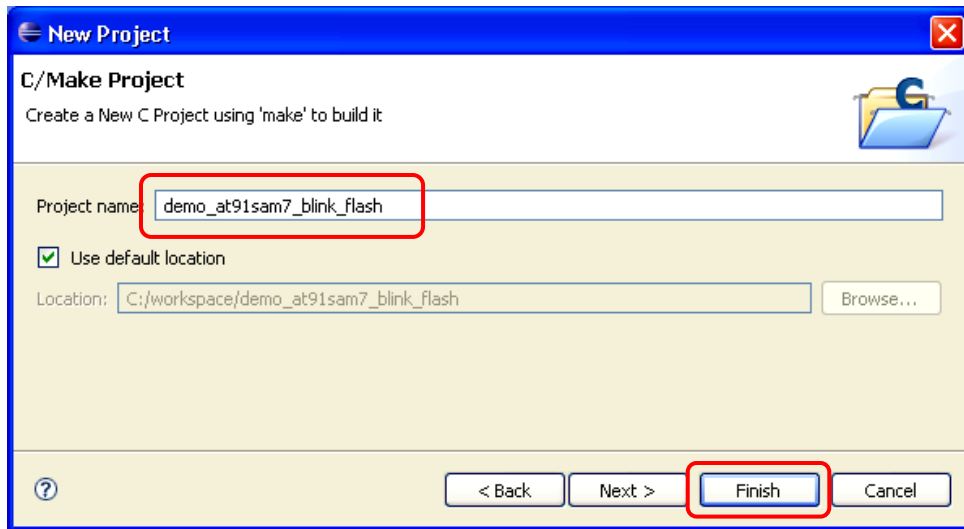 New Project
C/Make Project
Create a New C Project using 'make' to build it
Project name: demo_at91sam7_blink_flash
Use default location
Location: C:/workspace/demo_at91sam7_blink_flash Browse...
? < Back Next > Finish Cancel